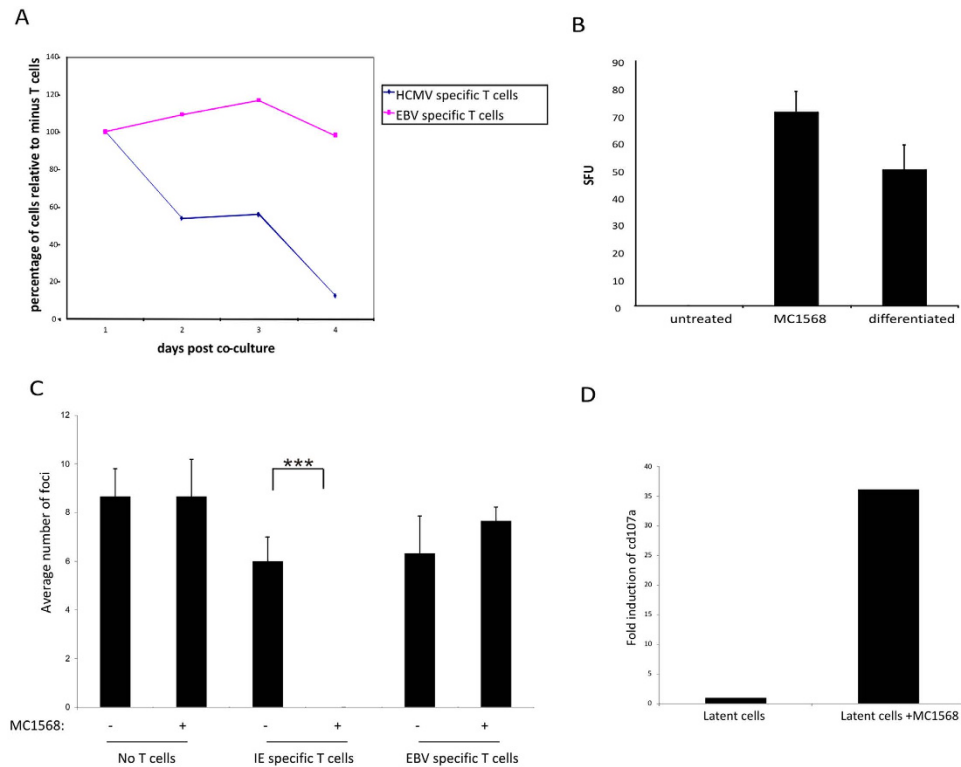 A
percentage of cells relative to minus T cells
140
120
100
80
60
40
20
0
1 2 3 4
days post co-culture
HCMV specific T cells
EBV specific T cells
B
SFU
90
80
70
60
50
40
30
20
10
0
untreated MC1568 differentiated
C
Average number of foci
12
10
8
6
4
2
0
***
MC1568: - + - + - +
No T cells IE specific T cells EBV specific T cells
D
Fold induction of cd107a
40
35
30
25
20
15
10
5
0
Latent cells Latent cells +MC1568